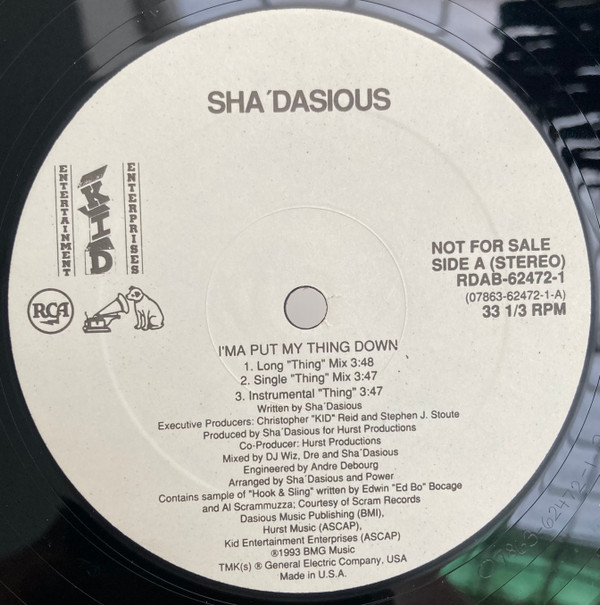 SHA´DASIOUS
ENTERTAINMENT
KID
ENTERPRISES
RCA
NOT FOR SALE
SIDE A (STEREO)
RDAB-62472-1
(07863-62472-1-A)
33 1/3 RPM
I'MA PUT MY THING DOWN
1. Long "Thing" Mix 3:48
2. Single "Thing" Mix 3:47
3. Instrumental "Thing" 3:47
Written by Sha´Dasious
Executive Producers: Christopher "KID" Reid and Stephen J. Stoute
Produced by Sha´Dasious for Hurst Productions
Co-Producer: Hurst Productions
Mixed by DJ Wiz, Dre and Sha´Dasious
Engineered by Andre Debourg
Arranged by Sha´Dasious and Power
Contains sample of "Hook & Sling" written by Edwin "Ed Bo" Bocage
and Al Scrammuzza; Courtesy of Scram Records
Dasious Music Publishing (BMI),
Hurst Music (ASCAP),
Kid Entertainment Enterprises (ASCAP)
®1993 BMG Music
TMK(s) ® General Electric Company, USA
Made in U.S.A.